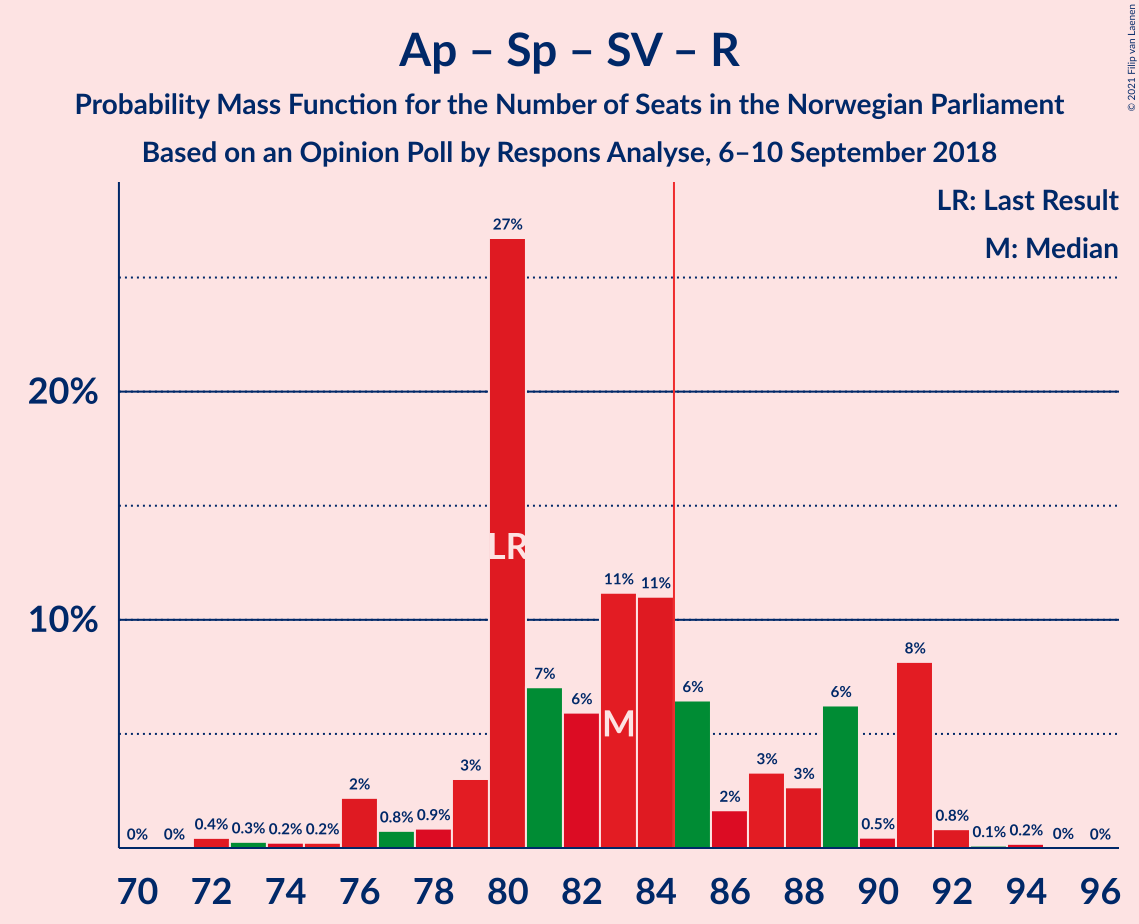 Ap – Sp – SV – R
Probability Mass Function for the Number of Seats in the Norwegian Parliament
Based on an Opinion Poll by Respons Analyse, 6–10 September 2018
© 2021 Filip van Laenen
LR: Last Result
M: Median
20%
10%
0% 0% 0.4% 0.3% 0.2% 0.2% 2% 0.8% 0.9% 3% 27% 7% 6% 11% 11% 6% 2% 3% 3% 6% 0.5% 8% 0.8% 0.1% 0.2% 0% 0%
LR
M
70 72 74 76 78 80 82 84 86 88 90 92 94 96